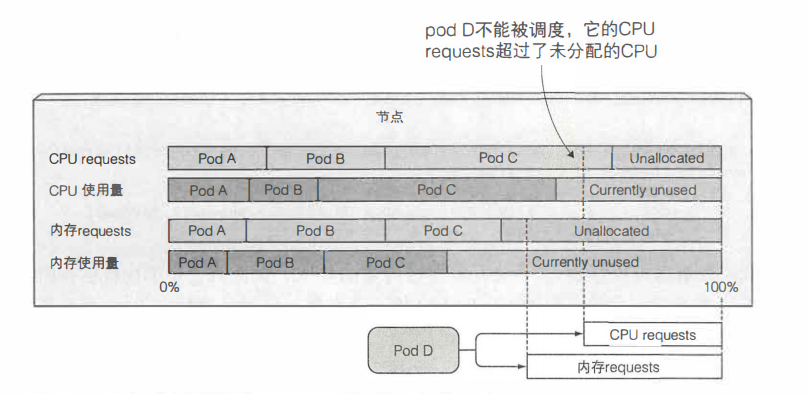 pod D不能被调度，它的CPU
requests超过了未分配的CPU
节点
CPU requests Pod A Pod B Pod C Unallocated
CPU 使用量 Pod A Pod B Pod C Currently unused
内存requests Pod A Pod B Pod C Unallocated
内存使用量 Pod A Pod B Pod C Currently unused
0% 100%
CPU requests
Pod D
内存requests